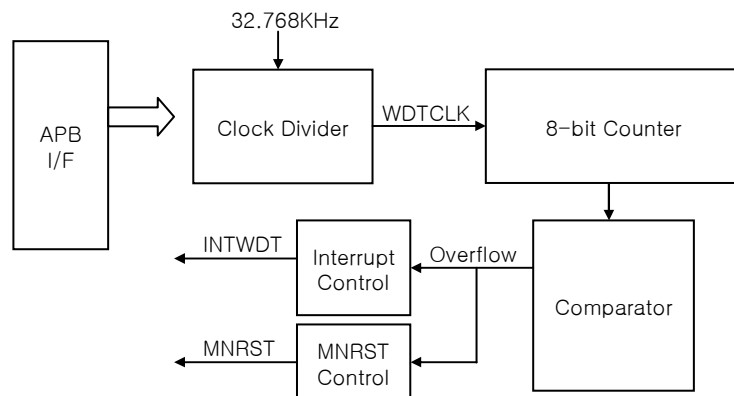 32.768KHz
APB
I/F
Clock Divider
WDTCLK
8-bit Counter
INTWDT
Interrupt
Control
Overflow
Comparator
MNRST
MNRST
Control